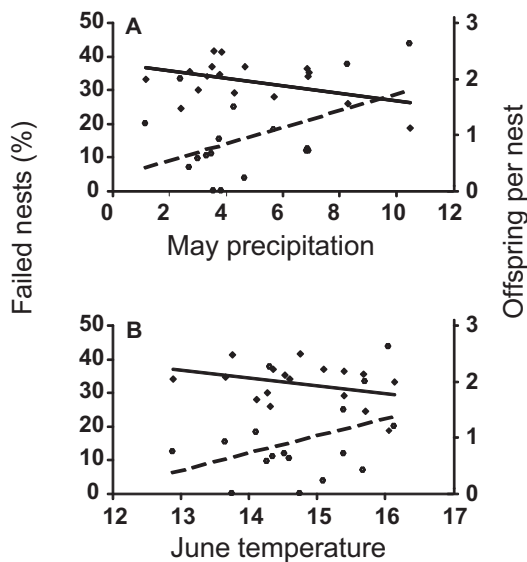 A
50
40
30
20
10
0
3
2
1
0
0 2 4 6 8 10 12
May precipitation
Failed nests (%)
Offspring per nest
B
50
40
30
20
10
0
3
2
1
0
12 13 14 15 16 17
June temperature